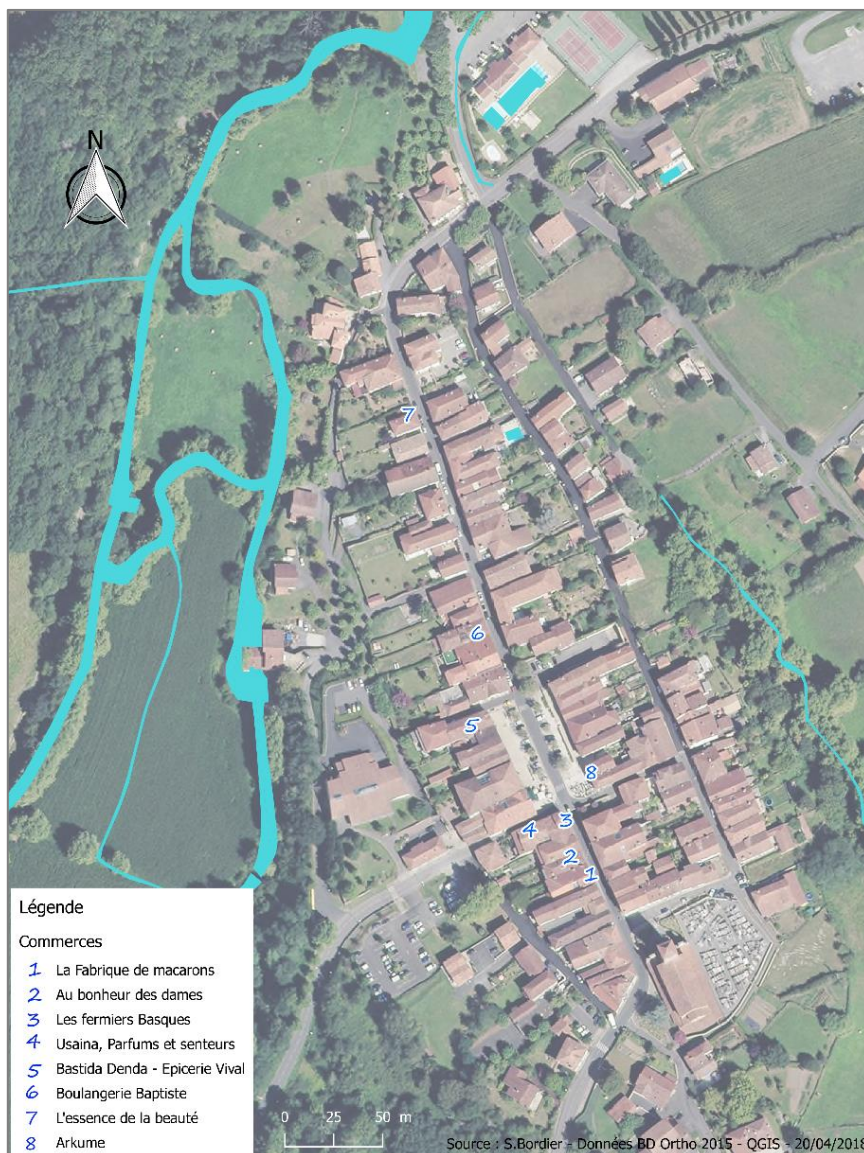 N
7
6
5
8
3
4
2
1
Légende
Commerces
1 La Fabrique de macarons
2 Au bonheur des dames
3 Les fermiers Basques
4 Usaina, Parfums et senteurs
5 Bastida Denda - Epicerie Vival
6 Boulangerie Baptiste
7 L'essence de la beauté
8 Arkume
0 25 50 m
Source : S.Bordier - Données BD Ortho 2015 - QGIS - 20/04/2018